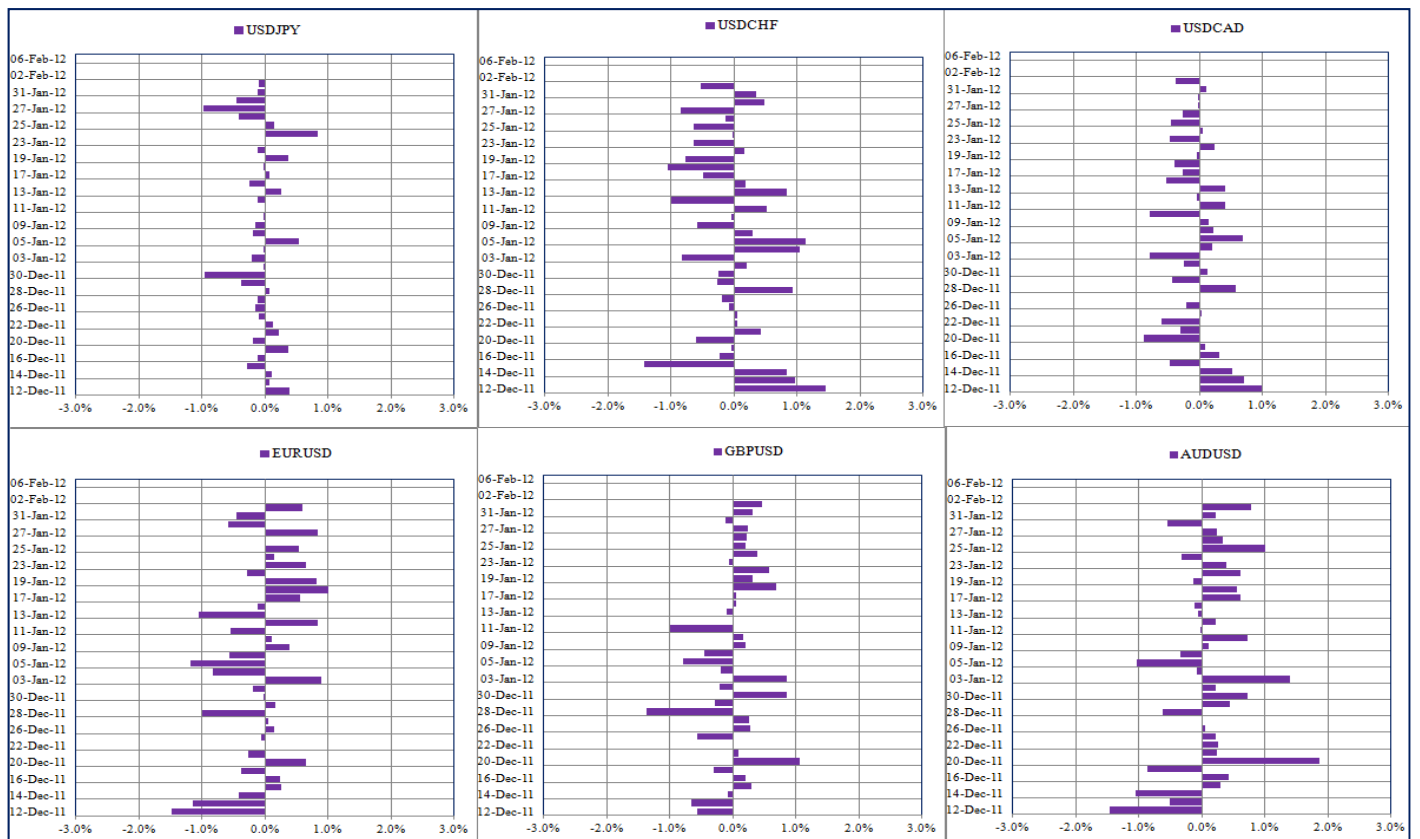 USDJPY
06-Feb-12
02-Feb-12
31-Jan-12
27-Jan-12
25-Jan-12
23-Jan-12
19-Jan-12
17-Jan-12
13-Jan-12
11-Jan-12
09-Jan-12
05-Jan-12
03-Jan-12
30-Dec-11
28-Dec-11
26-Dec-11
22-Dec-11
20-Dec-11
16-Dec-11
14-Dec-11
12-Dec-11
-3.0% -2.0% -1.0% 0.0% 1.0% 2.0% 3.0%
USDCHF
06-Feb-12
02-Feb-12
31-Jan-12
27-Jan-12
25-Jan-12
23-Jan-12
19-Jan-12
17-Jan-12
13-Jan-12
11-Jan-12
09-Jan-12
05-Jan-12
03-Jan-12
30-Dec-11
28-Dec-11
26-Dec-11
22-Dec-11
20-Dec-11
16-Dec-11
14-Dec-11
12-Dec-11
-3.0% -2.0% -1.0% 0.0% 1.0% 2.0% 3.0%
USDCAD
06-Feb-12
02-Feb-12
31-Jan-12
27-Jan-12
25-Jan-12
23-Jan-12
19-Jan-12
17-Jan-12
13-Jan-12
11-Jan-12
09-Jan-12
05-Jan-12
03-Jan-12
30-Dec-11
28-Dec-11
26-Dec-11
22-Dec-11
20-Dec-11
16-Dec-11
14-Dec-11
12-Dec-11
-3.0% -2.0% -1.0% 0.0% 1.0% 2.0% 3.0%
EURUSD
06-Feb-12
02-Feb-12
31-Jan-12
27-Jan-12
25-Jan-12
23-Jan-12
19-Jan-12
17-Jan-12
13-Jan-12
11-Jan-12
09-Jan-12
05-Jan-12
03-Jan-12
30-Dec-11
28-Dec-11
26-Dec-11
22-Dec-11
20-Dec-11
16-Dec-11
14-Dec-11
12-Dec-11
-3.0% -2.0% -1.0% 0.0% 1.0% 2.0% 3.0%
GBPUSD
06-Feb-12
02-Feb-12
31-Jan-12
27-Jan-12
25-Jan-12
23-Jan-12
19-Jan-12
17-Jan-12
13-Jan-12
11-Jan-12
09-Jan-12
05-Jan-12
03-Jan-12
30-Dec-11
28-Dec-11
26-Dec-11
22-Dec-11
20-Dec-11
16-Dec-11
14-Dec-11
12-Dec-11
-3.0% -2.0% -1.0% 0.0% 1.0% 2.0% 3.0%
AUDUSD
06-Feb-12
02-Feb-12
31-Jan-12
27-Jan-12
25-Jan-12
23-Jan-12
19-Jan-12
17-Jan-12
13-Jan-12
11-Jan-12
09-Jan-12
05-Jan-12
03-Jan-12
30-Dec-11
28-Dec-11
26-Dec-11
22-Dec-11
20-Dec-11
16-Dec-11
14-Dec-11
12-Dec-11
-3.0% -2.0% -1.0% 0.0% 1.0% 2.0% 3.0%